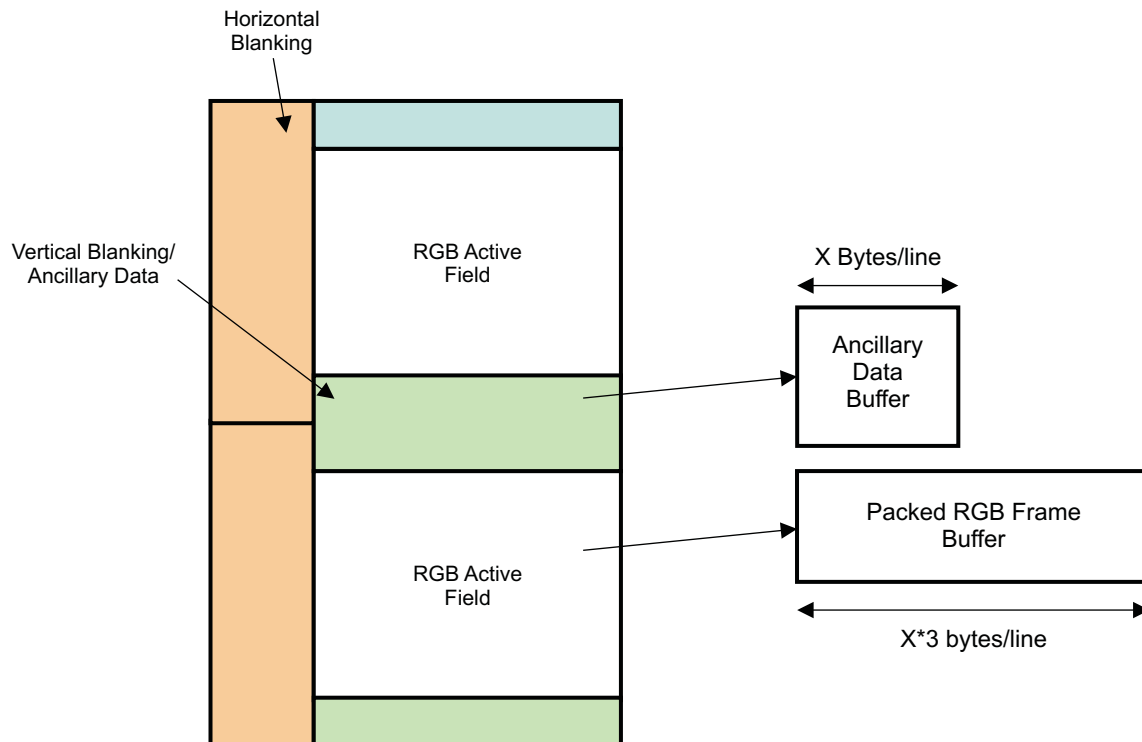 Horizontal
Blanking
Vertical Blanking/
Ancillary Data
RGB Active
Field
X Bytes/line
Ancillary
Data
Buffer
Packed RGB Frame
Buffer
RGB Active
Field
X*3 bytes/line